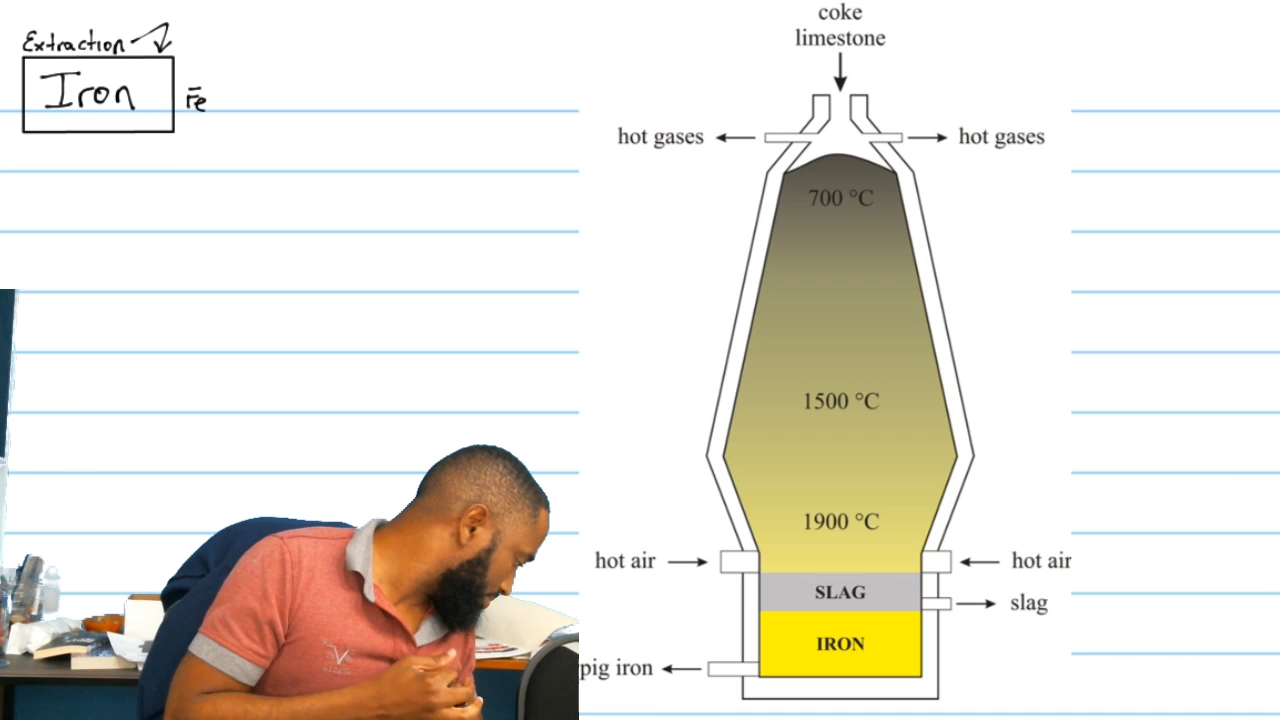 Extraction
Iron
Fe
coke
limestone
hot gases
hot gases
700 °C
1500 °C
1900 °C
hot air
hot air
SLAG
slag
IRON
pig iron